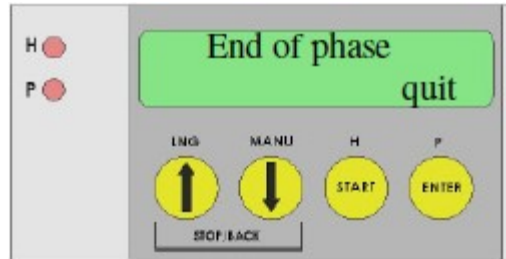 H
End of phase
P
quit
LNG MANU H P
START ENTER
STOP/BACK